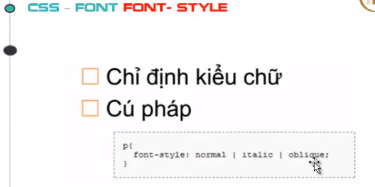 CSS - FONT FONT- STYLE
Chỉ định kiểu chữ
Cú pháp
p{
font-style: normal | italic | oblique;
}